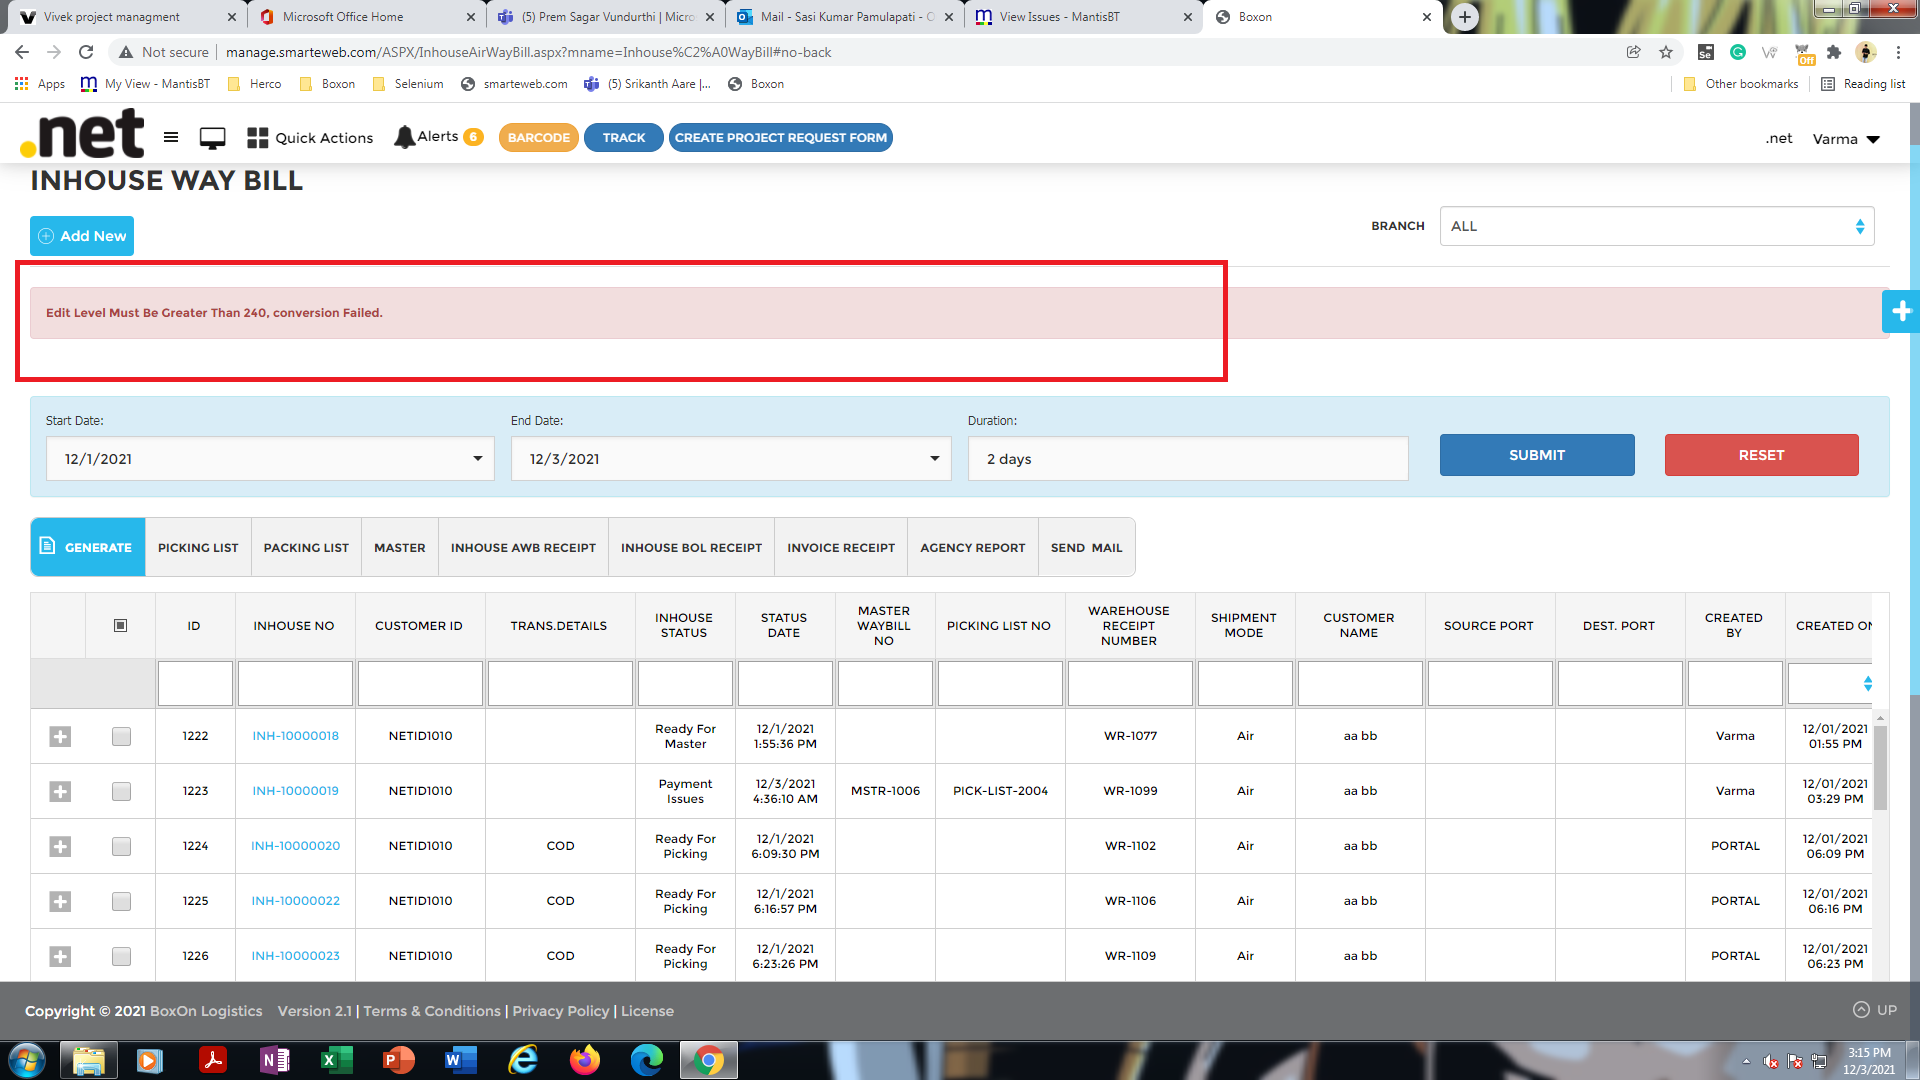 Vivek project managment
Microsoft Office Home
(5) Prem Sagar Vundurthi | Micro
Mail - Sasi Kumar Pamulapati - O
View Issues - MantisBT
Boxon
Not secure
manage.smarteweb.com/ASPX/InhouseAirWayBill.aspx?mname=Inhouse%C2%A0WayBill#no-back
Off
Apps
My View - MantisBT
Herco
Boxon
Selenium
smarteweb.com
(5) Srikanth Aare |...
Boxon
Other bookmarks
Reading list
.net
Quick Actions
Alerts 6
BARCODE
TRACK
CREATE PROJECT REQUEST FORM
.net
Varma
INHOUSE WAY BILL
Add New
BRANCH
ALL
Edit Level Must Be Greater Than 240, conversion Failed.
Start Date:
End Date:
Duration:
12/1/2021
12/3/2021
2 days
SUBMIT
RESET
GENERATE
PICKING LIST
PACKING LIST
MASTER
INHOUSE AWB RECEIPT
INHOUSE BOL RECEIPT
INVOICE RECEIPT
AGENCY REPORT
SEND MAIL
ID
INHOUSE NO
CUSTOMER ID
TRANS.DETAILS
INHOUSE STATUS
STATUS DATE
MASTER WAYBILL NO
PICKING LIST NO
WAREHOUSE RECEIPT NUMBER
SHIPMENT MODE
CUSTOMER NAME
SOURCE PORT
DEST. PORT
CREATED BY
CREATED ON
1222 INH-10000018 NETID1010 Ready For Master 12/1/2021 1:55:36 PM WR-1077 Air aa bb Varma 12/01/2021 01:55 PM
1223 INH-10000019 NETID1010 Payment Issues 12/3/2021 4:36:10 AM MSTR-1006 PICK-LIST-2004 WR-1099 Air aa bb Varma 12/01/2021 03:29 PM
1224 INH-10000020 NETID1010 COD Ready For Picking 12/1/2021 6:09:30 PM WR-1102 Air aa bb PORTAL 12/01/2021 06:09 PM
1225 INH-10000022 NETID1010 COD Ready For Picking 12/1/2021 6:16:57 PM WR-1106 Air aa bb PORTAL 12/01/2021 06:16 PM
1226 INH-10000023 NETID1010 COD Ready For Picking 12/1/2021 6:23:26 PM WR-1109 Air aa bb PORTAL 12/01/2021 06:23 PM
Copyright © 2021 BoxOn Logistics Version 2.1 | Terms & Conditions | Privacy Policy | License
UP
3:15 PM
12/3/2021